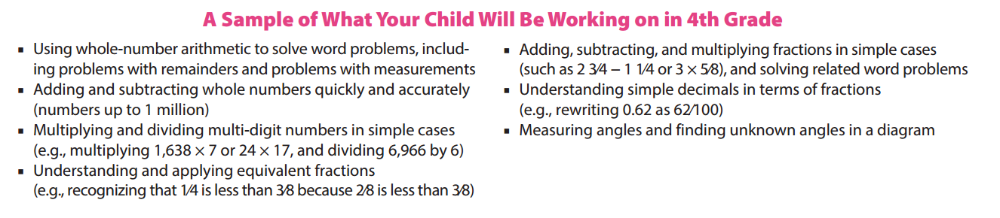 A Sample of What Your Child Will Be Working on in 4th Grade
▪ Using whole-number arithmetic to solve word problems, includ-
ing problems with remainders and problems with measurements
▪ Adding and subtracting whole numbers quickly and accurately
(numbers up to 1 million)
▪ Multiplying and dividing multi-digit numbers in simple cases
(e.g., multiplying 1,638 × 7 or 24 × 17, and dividing 6,966 by 6)
▪ Understanding and applying equivalent fractions
(e.g., recognizing that 1⁄4 is less than 3⁄8 because 2⁄8 is less than 3⁄8)
▪ Adding, subtracting, and multiplying fractions in simple cases
(such as 2 3⁄4 − 1 1⁄4 or 3 × 5⁄8), and solving related word problems
▪ Understanding simple decimals in terms of fractions
(e.g., rewriting 0.62 as 62⁄100)
▪ Measuring angles and finding unknown angles in a diagram